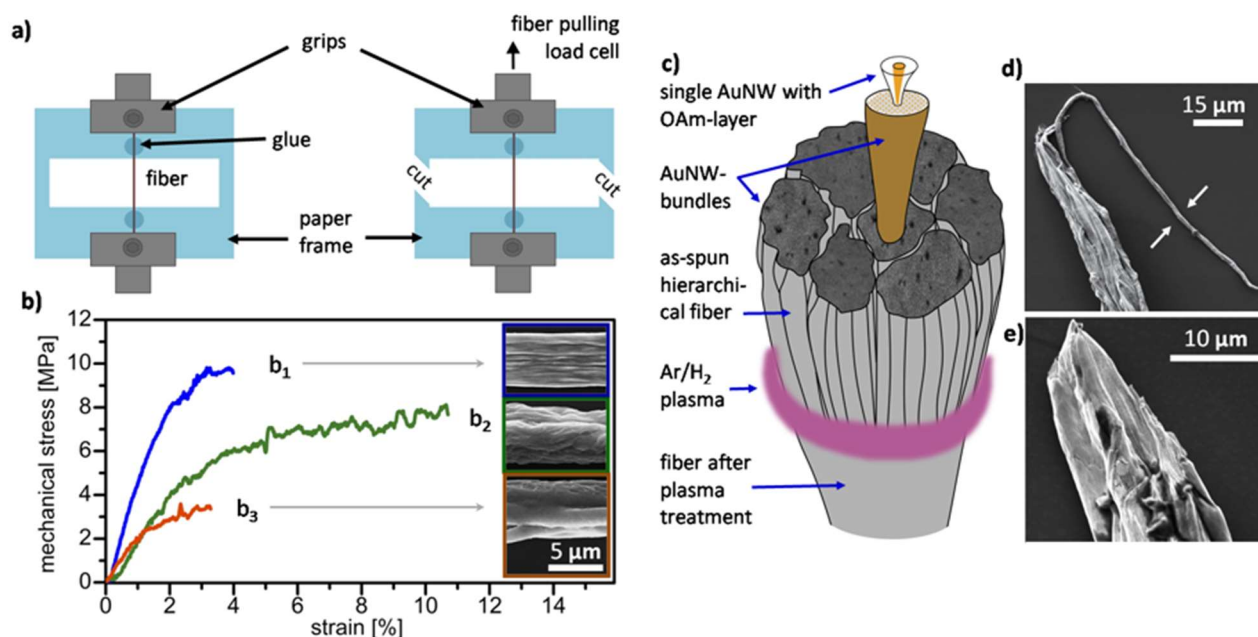 a)
grips
fiber pulling
load cell
glue
fiber
cut
cut
paper
frame
b)
12
10
8
6
4
2
0
mechanical stress [MPa]
b₁
b₂
b₃
5 µm
0
2
4
6
8
10
12
14
strain [%]
c)
single AuNW with
OAm-layer
AuNW-
bundles
as-spun
hierarchi-
cal fiber
Ar/H₂
plasma
fiber after
plasma
treatment
d)
15 µm
e)
10 µm